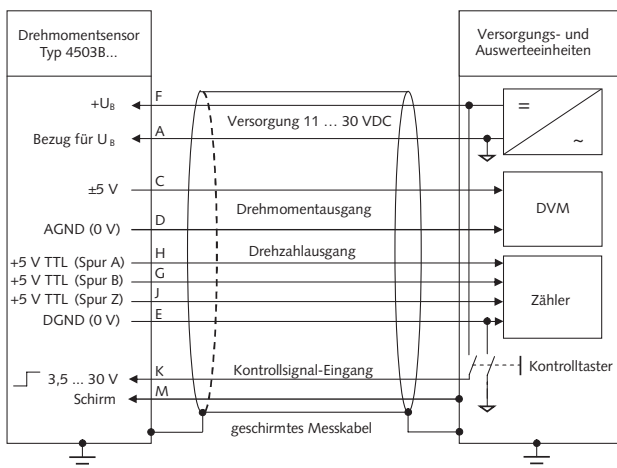 Drehmomentsensor
Typ 4503B...
Versorgungs- und
Auswerteeinheiten
+UB
F
Versorgung 11 ... 30 VDC
=
~
Bezug für UB
A
±5 V
C
Drehmomentausgang
DVM
AGND (0 V)
D
Drehzahlausgang
+5 V TTL (Spur A)
H
+5 V TTL (Spur B)
G
+5 V TTL (Spur Z)
J
Zähler
DGND (0 V)
E
3,5 ... 30 V
K
Kontrollsignal-Eingang
Kontrolltaster
Schirm
M
geschirmtes Messkabel